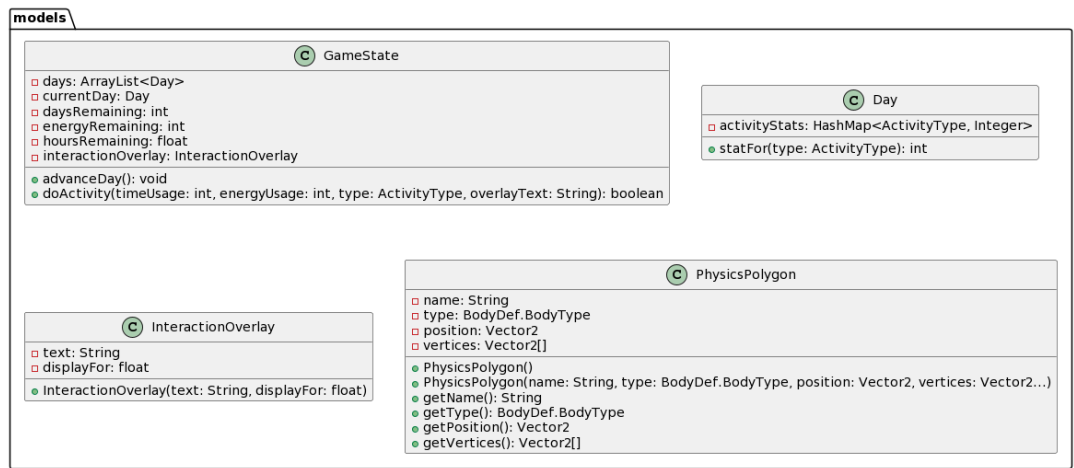 models
C GameState
days: ArrayList<Day>
currentDay: Day
daysRemaining: int
energyRemaining: int
hoursRemaining: float
interactionOverlay: InteractionOverlay
advanceDay(): void
doActivity(timeUsage: int, energyUsage: int, type: ActivityType, overlayText: String): boolean
C Day
activityStats: HashMap<ActivityType, Integer>
statFor(type: ActivityType): int
C InteractionOverlay
text: String
displayFor: float
InteractionOverlay(text: String, displayFor: float)
C PhysicsPolygon
name: String
type: BodyDef.BodyType
position: Vector2
vertices: Vector2[]
PhysicsPolygon()
PhysicsPolygon(name: String, type: BodyDef.BodyType, position: Vector2, vertices: Vector2...)
getName(): String
getType(): BodyDef.BodyType
getPosition(): Vector2
getVertices(): Vector2[]